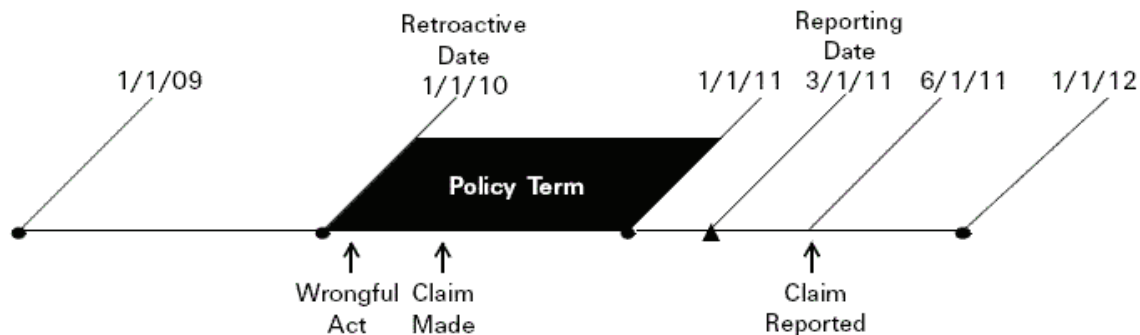 Retroactive
Date
Reporting
Date
1/1/09
1/1/10
1/1/11
3/1/11
6/1/11
1/1/12
Policy Term
Wrongful
Act
Claim
Made
Claim
Reported